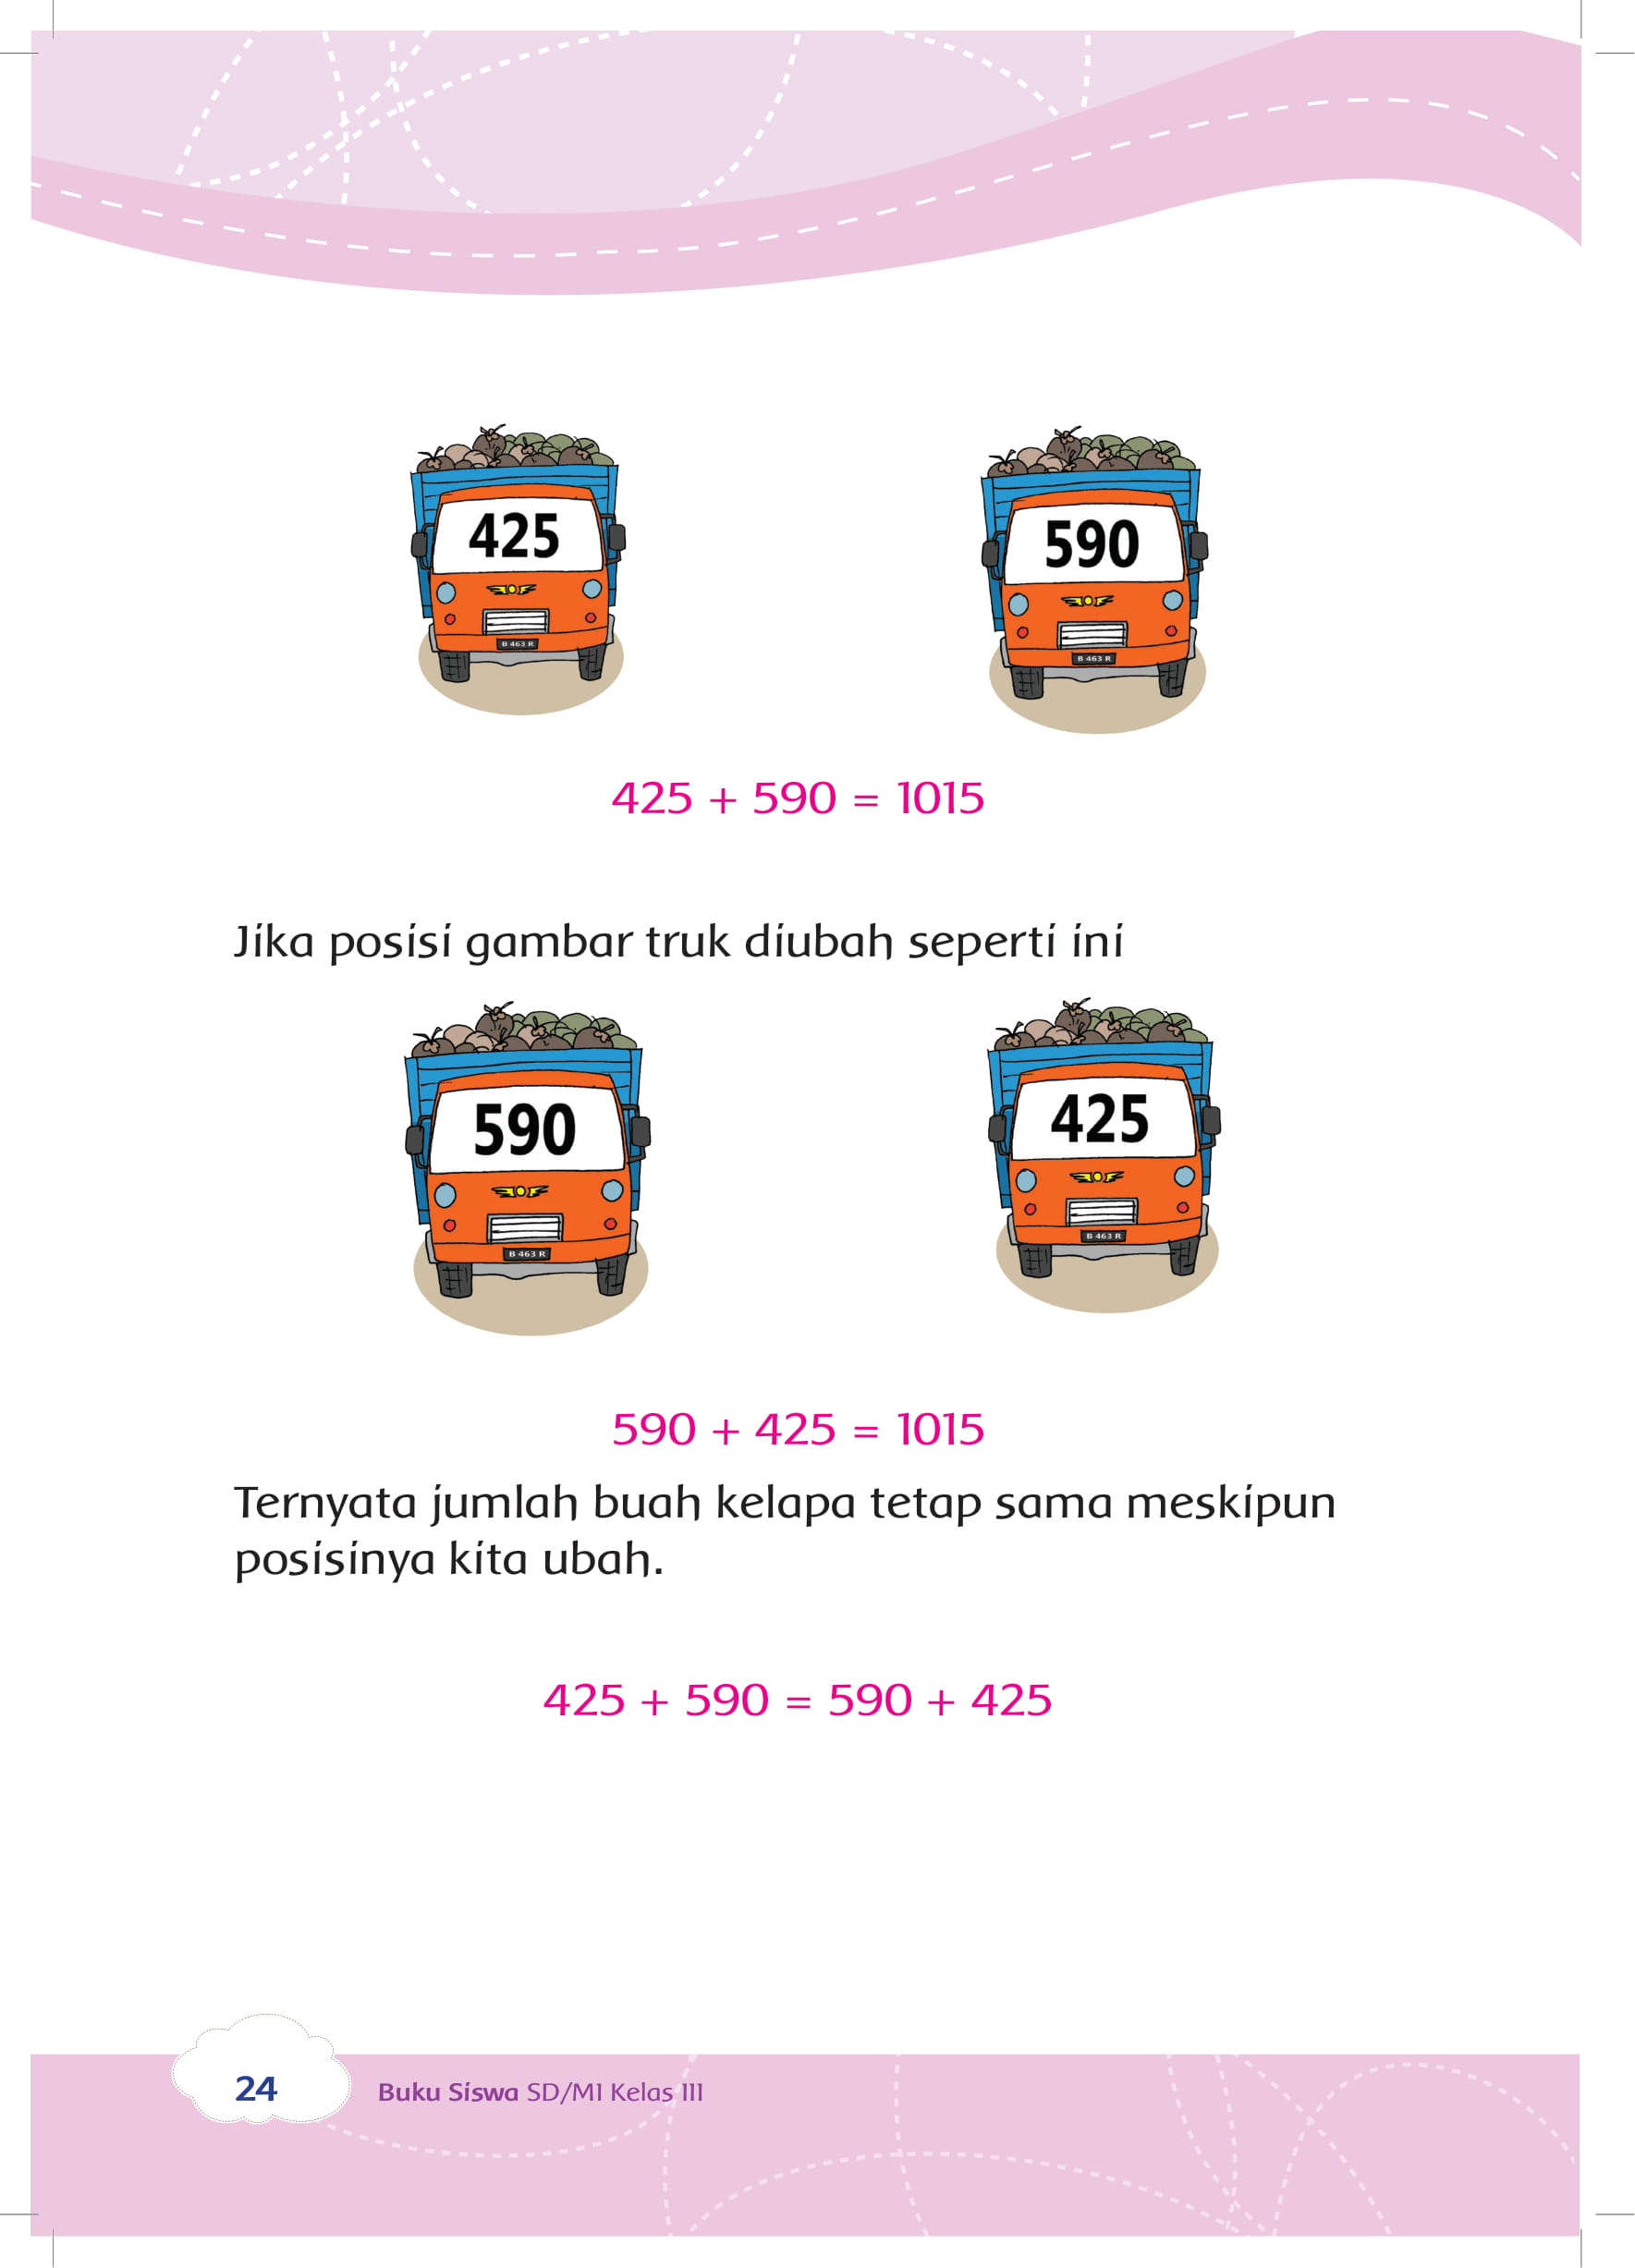 425
590
B 463 R
B 463 R
425 + 590 = 1015
Jika posisi gambar truk diubah seperti ini
590
425
B 463 R
B 463 R
590 + 425 = 1015
Ternyata jumlah buah kelapa tetap sama meskipun
posisinya kita ubah.
425 + 590 = 590 + 425
24
Buku Siswa SD/MI Kelas III